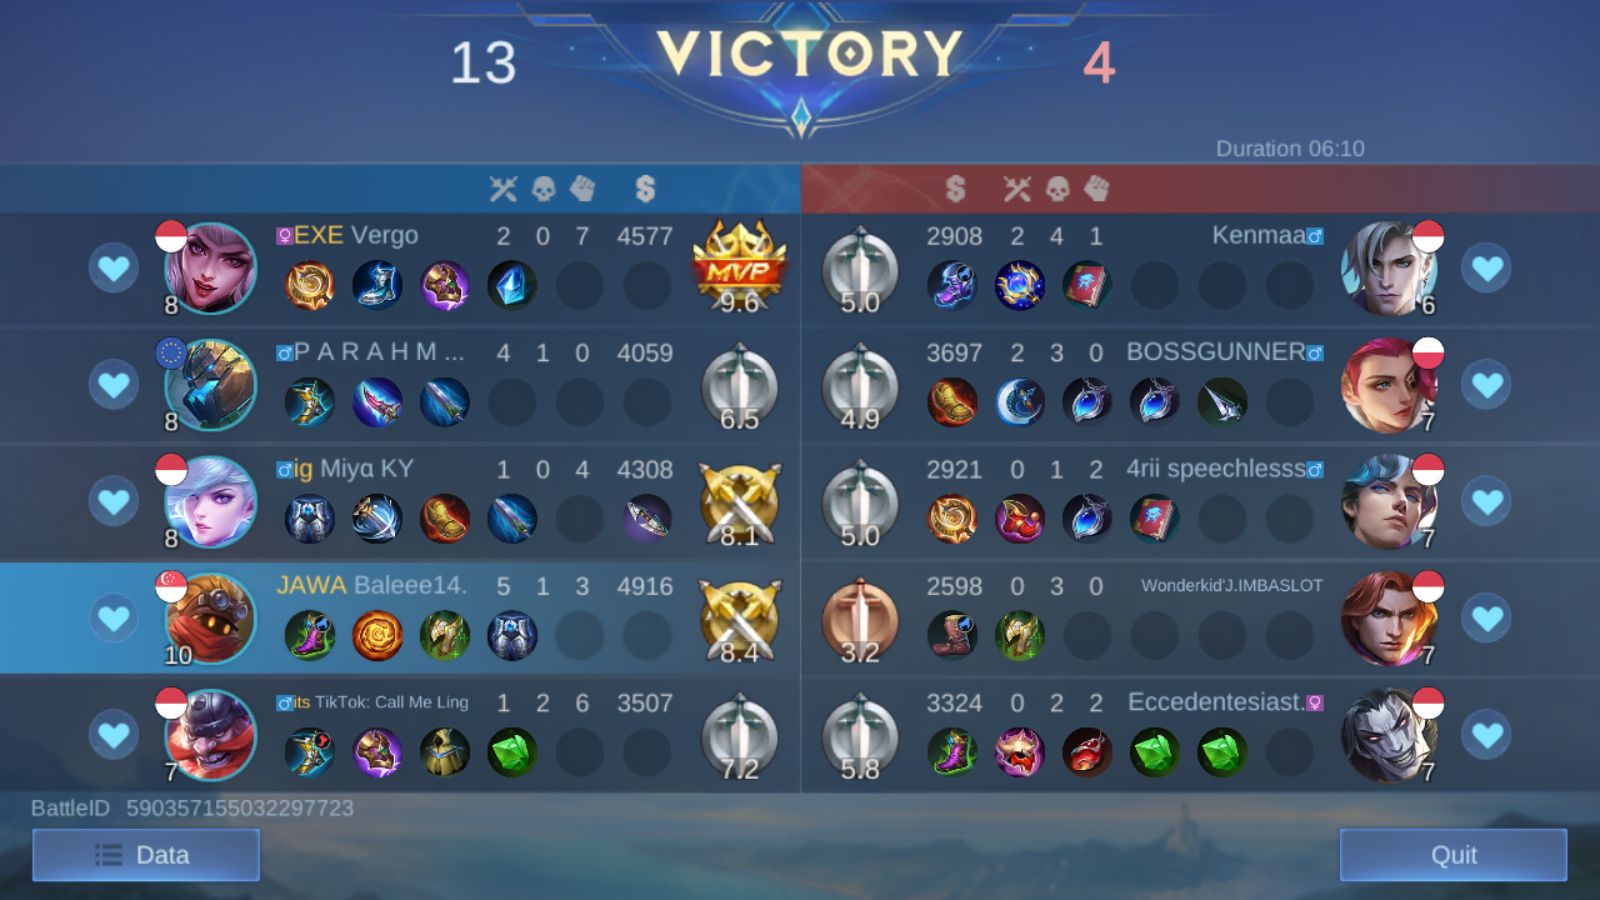 13 VICTORY 4
Duration 06:10
EXE Vergo 2 0 7 4577
8
MVP
9.6
5.0
2908 2 4 1 Kenmaa
6
P A R A H M ... 4 1 0 4059
8
6.5
4.9
3697 2 3 0 BOSSGUNNER
7
ig Miyα KY 1 0 4 4308
8
8.1
5.0
2921 0 1 2 4rii speechlesss
7
JAWA Baleee14. 5 1 3 4916
10
8.4
3.2
2598 0 3 0 Wonderkid'J.IMBASLOT
7
its TikTok: Call Me Ling 1 2 6 3507
7
7.2
5.8
3324 0 2 2 Eccedentesiast.
7
BattleID 590357155032297723
Data
Quit